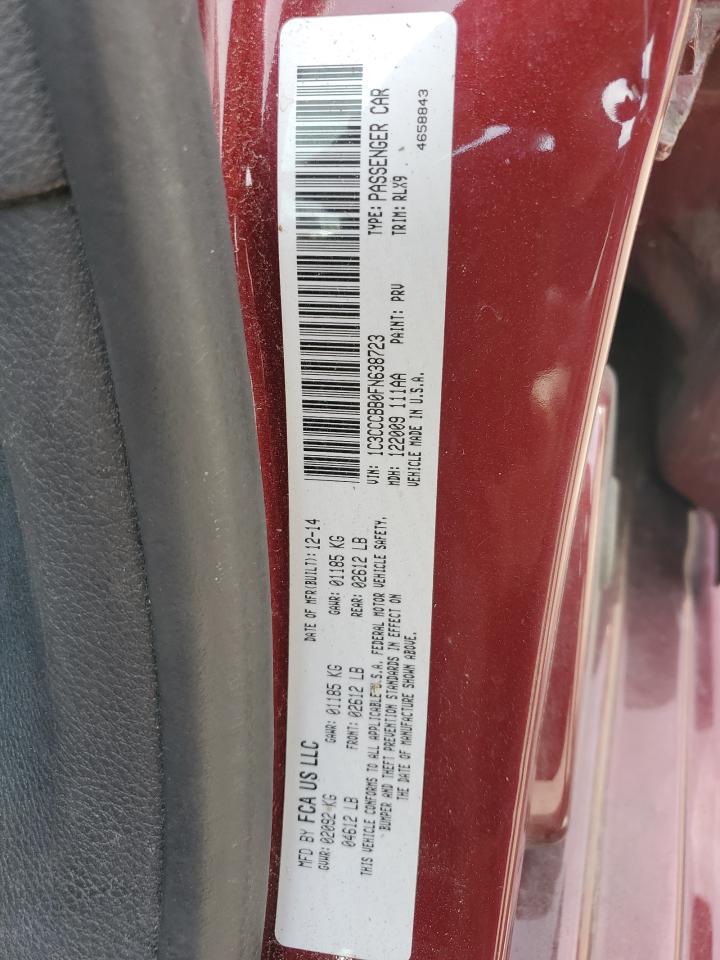 MFD BY FCA US LLC
DATE OF MFR(BUILT): 12-14
GVWR: 02092 KG
GAWR: 01185 KG
GAWR: 01185 KG
04612 LB
FRONT: 02612 LB
REAR: 02612 LB
THIS VEHICLE CONFORMS TO ALL APPLICABLE U.S.A. FEDERAL MOTOR VEHICLE SAFETY,
BUMPER AND THEFT PREVENTION STANDARDS IN EFFECT ON
THE DATE OF MANUFACTURE SHOWN ABOVE.
VIN: 1C3CCCBB0FN638723
TYPE: PASSENGER CAR
MDH: 122009 111AA
PAINT: PRV
TRIM: RLX9
VEHICLE MADE IN U.S.A.
4658843